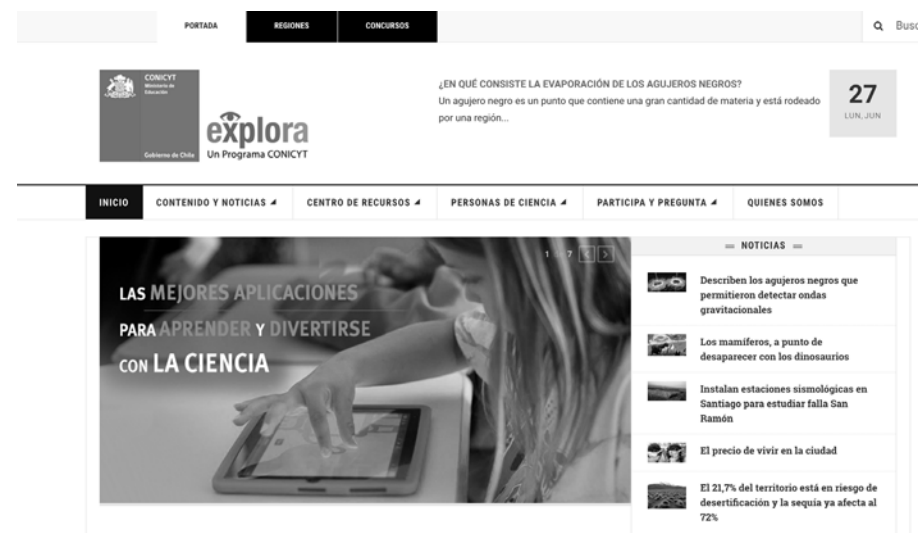 PORTADA
REGIONES
CONCURSOS
Busc
CONICYT
Ministerio de
Educación
Gobierno de Chile
explora
Un Programa CONICYT
¿EN QUÉ CONSISTE LA EVAPORACIÓN DE LOS AGUJEROS NEGROS?
Un agujero negro es un punto que contiene una gran cantidad de materia y está rodeado
por una región...
27
LUN, JUN
INICIO
CONTENIDO Y NOTICIAS
CENTRO DE RECURSOS
PERSONAS DE CIENCIA
PARTICIPA Y PREGUNTA
QUIENES SOMOS
1 7
LAS MEJORES APLICACIONES
PARA APRENDER Y DIVERTIRSE
CON LA CIENCIA
NOTICIAS
Describen los agujeros negros que
permitieron detectar ondas
gravitacionales
Los mamíferos, a punto de
desaparecer con los dinosaurios
Instalan estaciones sismológicas en
Santiago para estudiar falla San
Ramón
El precio de vivir en la ciudad
El 21,7% del territorio está en riesgo de
desertificación y la sequía ya afecta al
72%